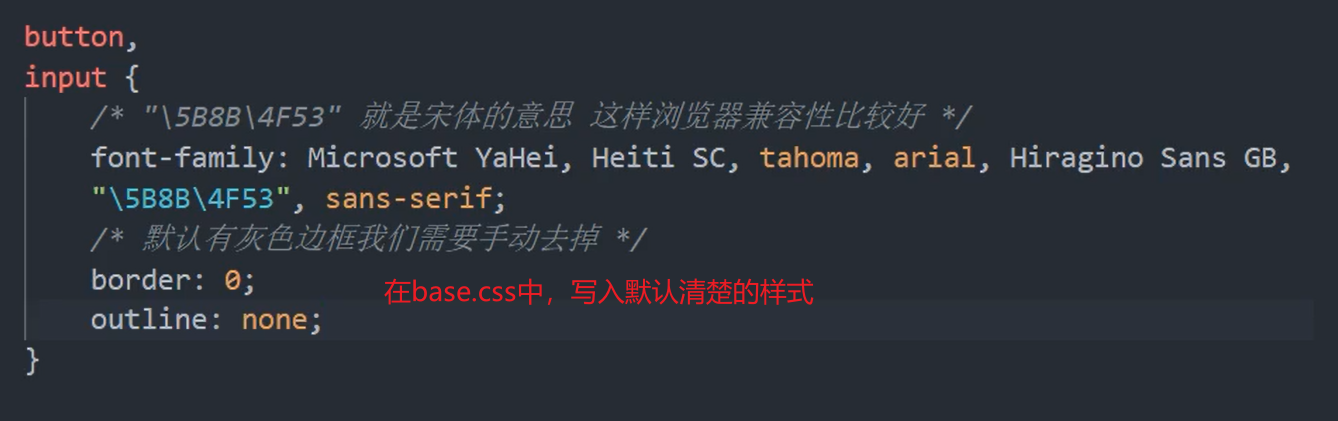 button,
input {
/* "\5B8B\4F53" 就是宋体的意思 这样浏览器兼容性比较好 */
font-family: Microsoft YaHei, Heiti SC, tahoma, arial, Hiragino Sans GB,
"\5B8B\4F53", sans-serif;
/* 默认有灰色边框我们需要手动去掉 */
border: 0;
在base.css中，写入默认清楚的样式
outline: none;
}